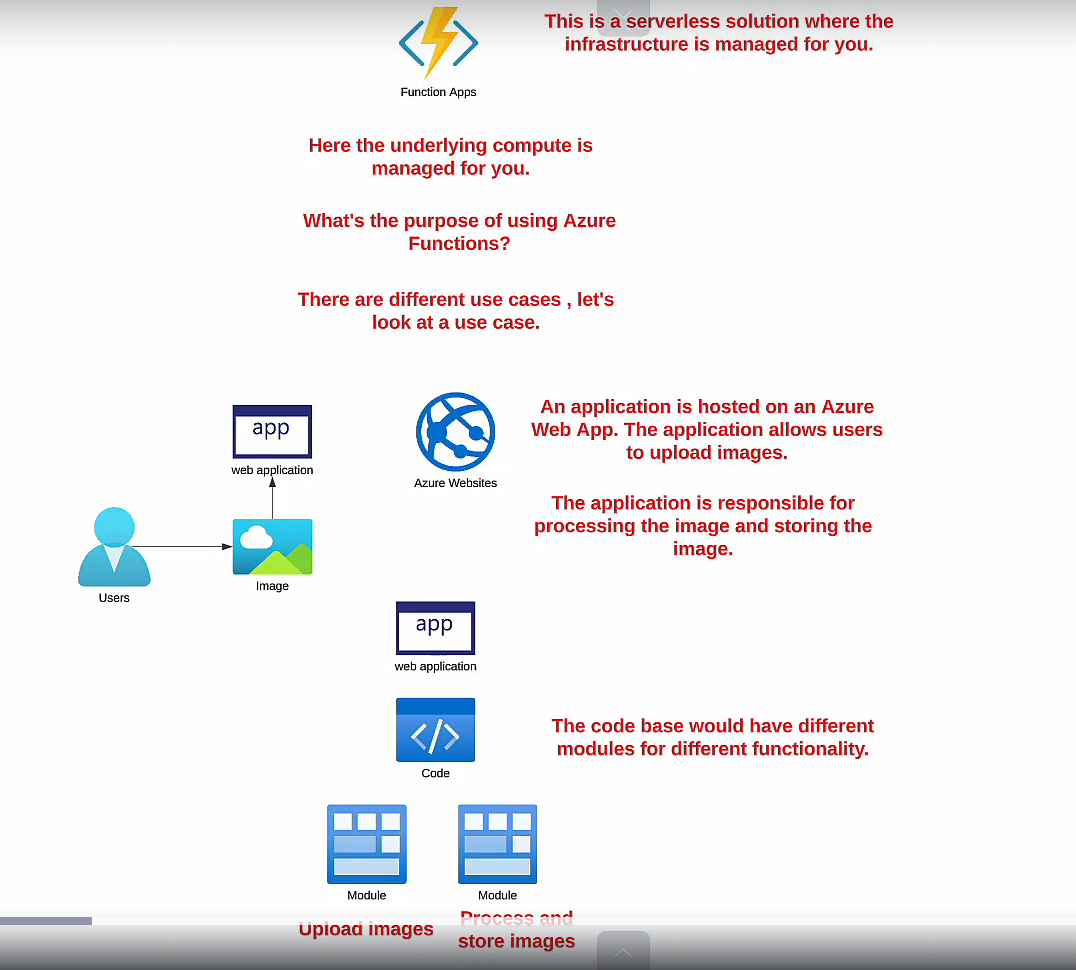 This is a serverless solution where the
infrastructure is managed for you.
Function Apps
Here the underlying compute is
managed for you.
What's the purpose of using Azure
Functions?
There are different use cases , let's
look at a use case.
app
web application
Azure Websites
An application is hosted on an Azure
Web App. The application allows users
to upload images.
The application is responsible for
processing the image and storing the
image.
Users
Image
app
web application
Code
The code base would have different
modules for different functionality.
Module
Module
Upload images
Process and
store images